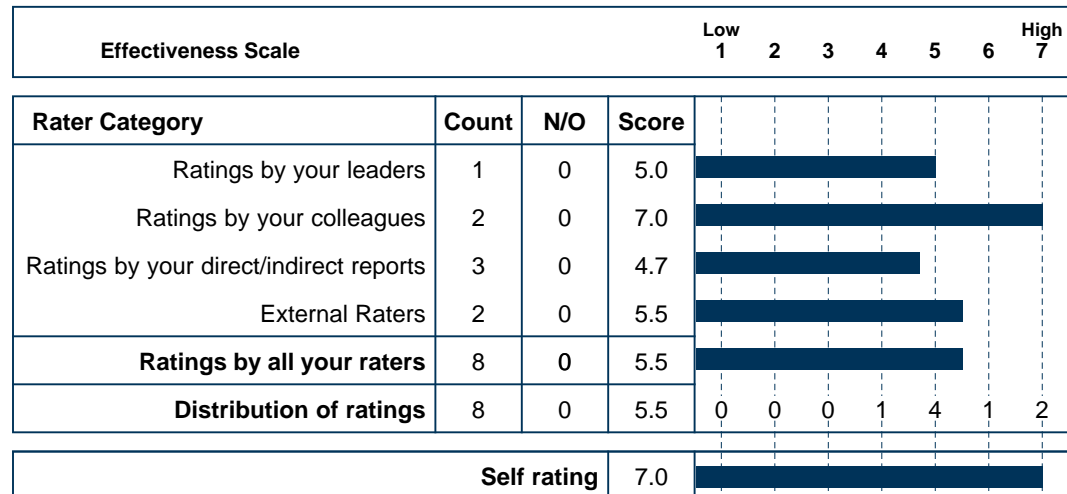 Low High
Effectiveness Scale 1 2 3 4 5 6 7
Rater Category Count N/O Score
Ratings by your leaders 1 0 5.0
Ratings by your colleagues 2 0 7.0
Ratings by your direct/indirect reports 3 0 4.7
External Raters 2 0 5.5
Ratings by all your raters 8 0 5.5
Distribution of ratings 8 0 5.5 0 0 0 1 4 1 2
Self rating 7.0